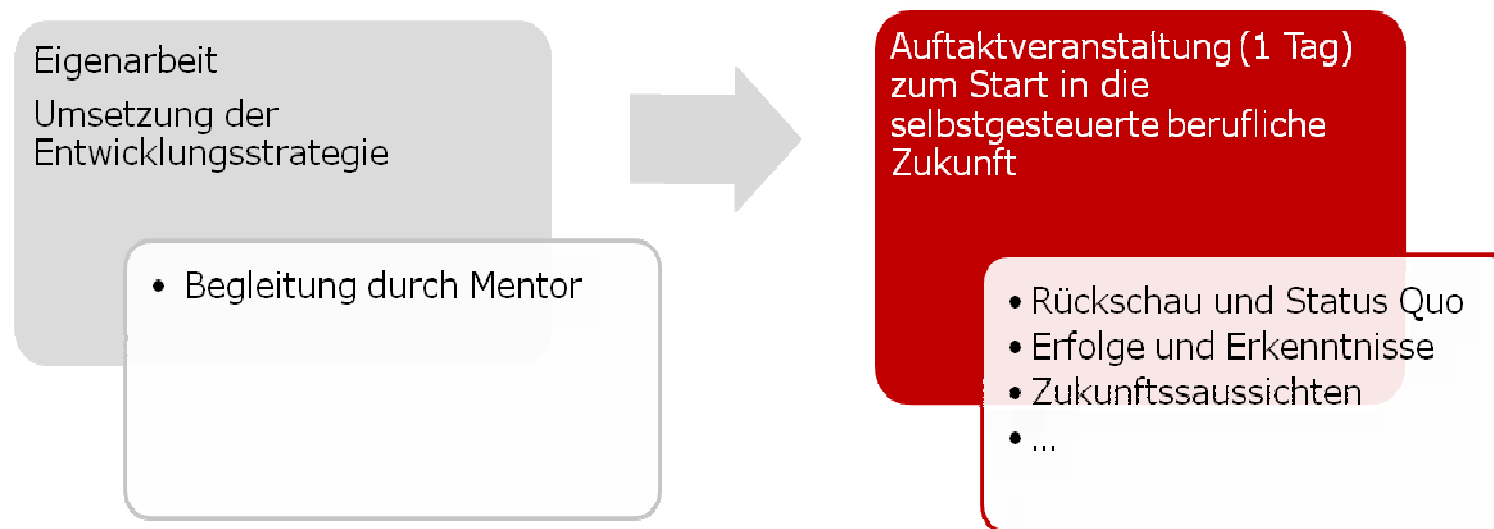 Eigenarbeit
Umsetzung der
Entwicklungsstrategie
• Begleitung durch Mentor
Auftaktveranstaltung (1 Tag)
zum Start in die
selbstgesteuerte berufliche
Zukunft
• Rückschau und Status Quo
• Erfolge und Erkenntnisse
• Zukunftssaussichten
• ...